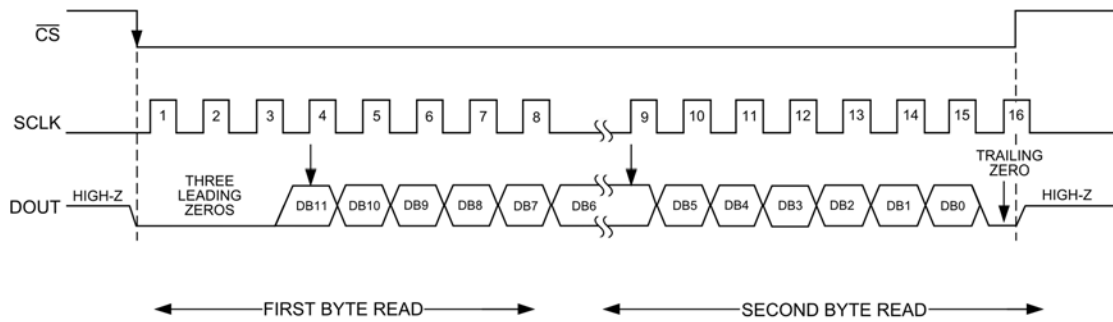 CS
SCLK
1 2 3 4 5 6 7 8 9 10 11 12 13 14 15 16
TRAILING
ZERO
DOUT
HIGH-Z
THREE
LEADING
ZEROS
DB11 DB10 DB9 DB8 DB7 DB6 DB5 DB4 DB3 DB2 DB1 DB0
HIGH-Z
FIRST BYTE READ
SECOND BYTE READ